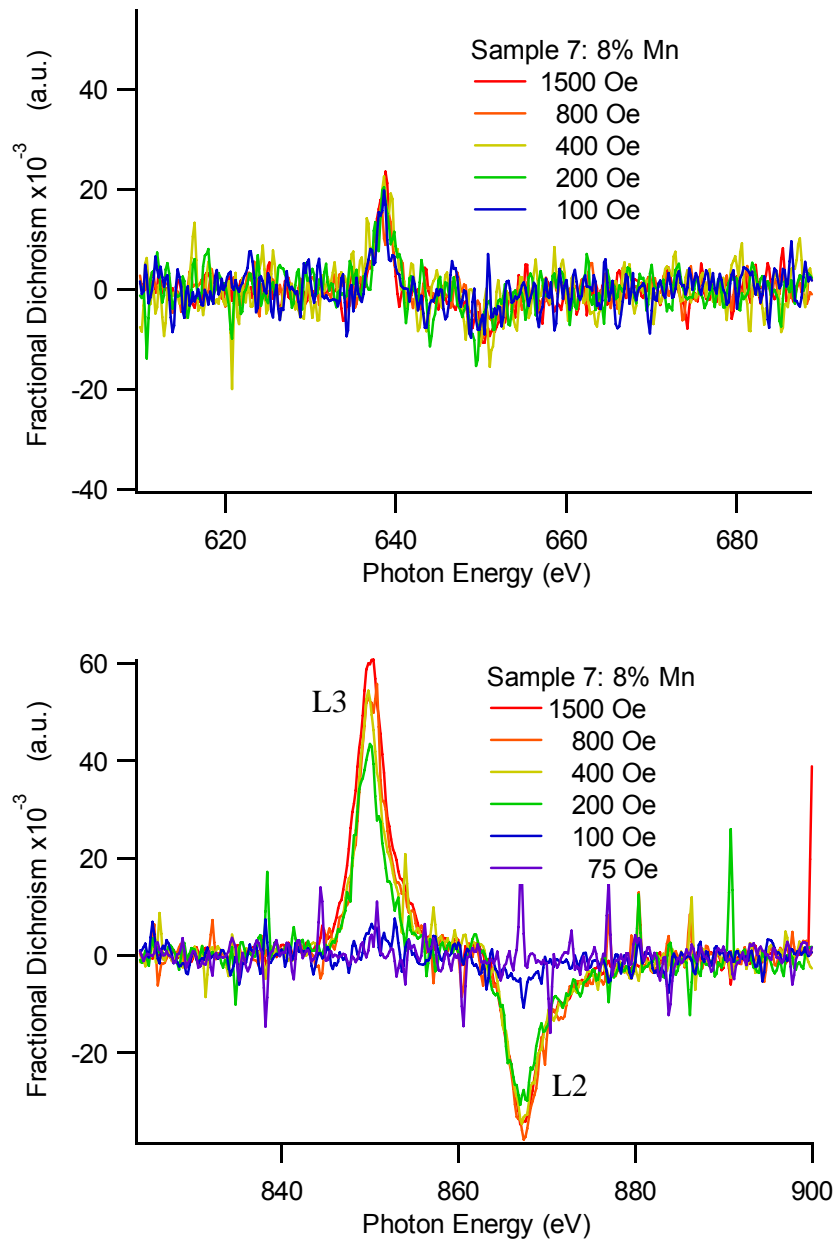 Fractional Dichroism x10-3 (a.u.)
40
20
0
-20
-40
Sample 7: 8% Mn
1500 Oe
800 Oe
400 Oe
200 Oe
100 Oe
620
640
660
680
Photon Energy (eV)
Fractional Dichroism x10-3 (a.u.)
60
40
20
0
-20
L3
Sample 7: 8% Mn
1500 Oe
800 Oe
400 Oe
200 Oe
100 Oe
75 Oe
L2
840
860
880
900
Photon Energy (eV)